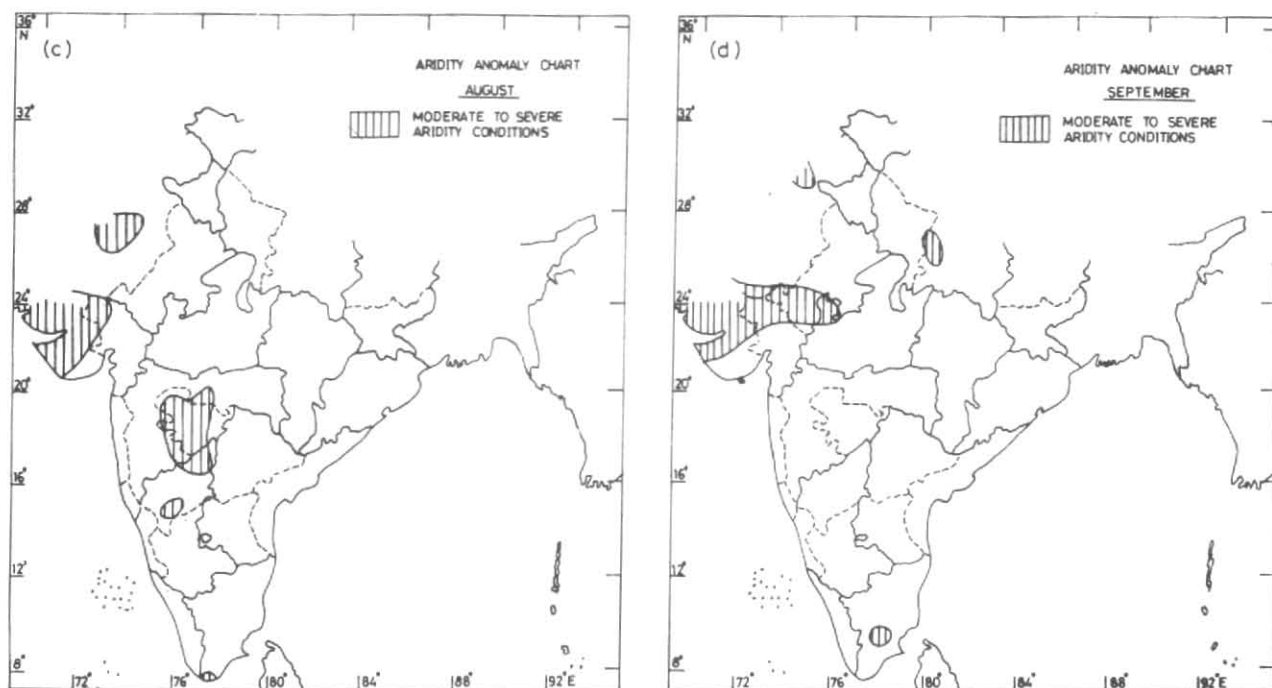 36°
N
(c)
ARIDITY ANOMALY CHART
AUGUST
MODERATE TO SEVERE
ARIDITY CONDITIONS
32°
28°
24°
20°
16°
12°
8°
72°
76°
80°
84°
88°
92°E
36°
N
(d)
ARIDITY ANOMALY CHART
SEPTEMBER
MODERATE TO SEVERE
ARIDITY CONDITIONS
32°
28°
24°
20°
16°
12°
8°
72°
76°
80°
84°
88°
92°E